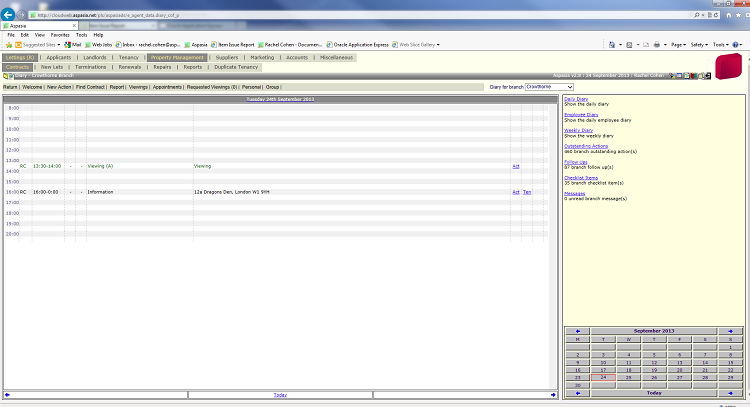 http://cloudweb.aspasia.net/pls/aspasiads/e_agent_data.diary_cof_p
Aspasia
Item Issue Report
File Edit View Favorites Tools Help
Suggested Sites Mail Web Jobs Inbox - rachel.cohen@asp... Aspasia Item Issue Report Rachel Cohen - Documen... Oracle Application Express Web Slice Gallery
Page Safety Tools
Lettings (R) | Applicants | Landlords | Tenancy | Property Management | Suppliers | Marketing | Accounts | Miscellaneous
Contracts | New Lets | Terminations | Renewals | Repairs | Reports | Duplicate Tenancy
Diary - Crowthorne Branch
Aspasia v2.0 : 24 September 2013 : Rachel Cohen
Return | Welcome | New Action | Find Contract | Report | Viewings | Appointments | Requested Viewings (0) | Personal | Group |
Diary for branch Crowthorne
Tuesday 24th September 2013
8:00
9:00
10:00
11:00
12:00
13:00 RC 13:30-14:00 - - Viewing (A) Viewing Act
14:00
15:00
16:00 RC 16:00-0:00 - - Information 12a Dragons Den, London W1 9YH Act Ten
17:00
18:00
19:00
20:00
Today
Daily Diary
Show the daily diary
Employee Diary
Show the daily employee diary
Weekly Diary
Show the weekly diary
Outstanding Actions
460 branch outstanding action(s)
Follow Ups
87 branch follow up(s)
Checklist Items
35 branch checklist item(s)
Messages
0 unread branch message(s)
September 2013
M T W T F S S
1
2 3 4 5 6 7 8
9 10 11 12 13 14 15
16 17 18 19 20 21 22
23 24 25 26 27 28 29
30
Today